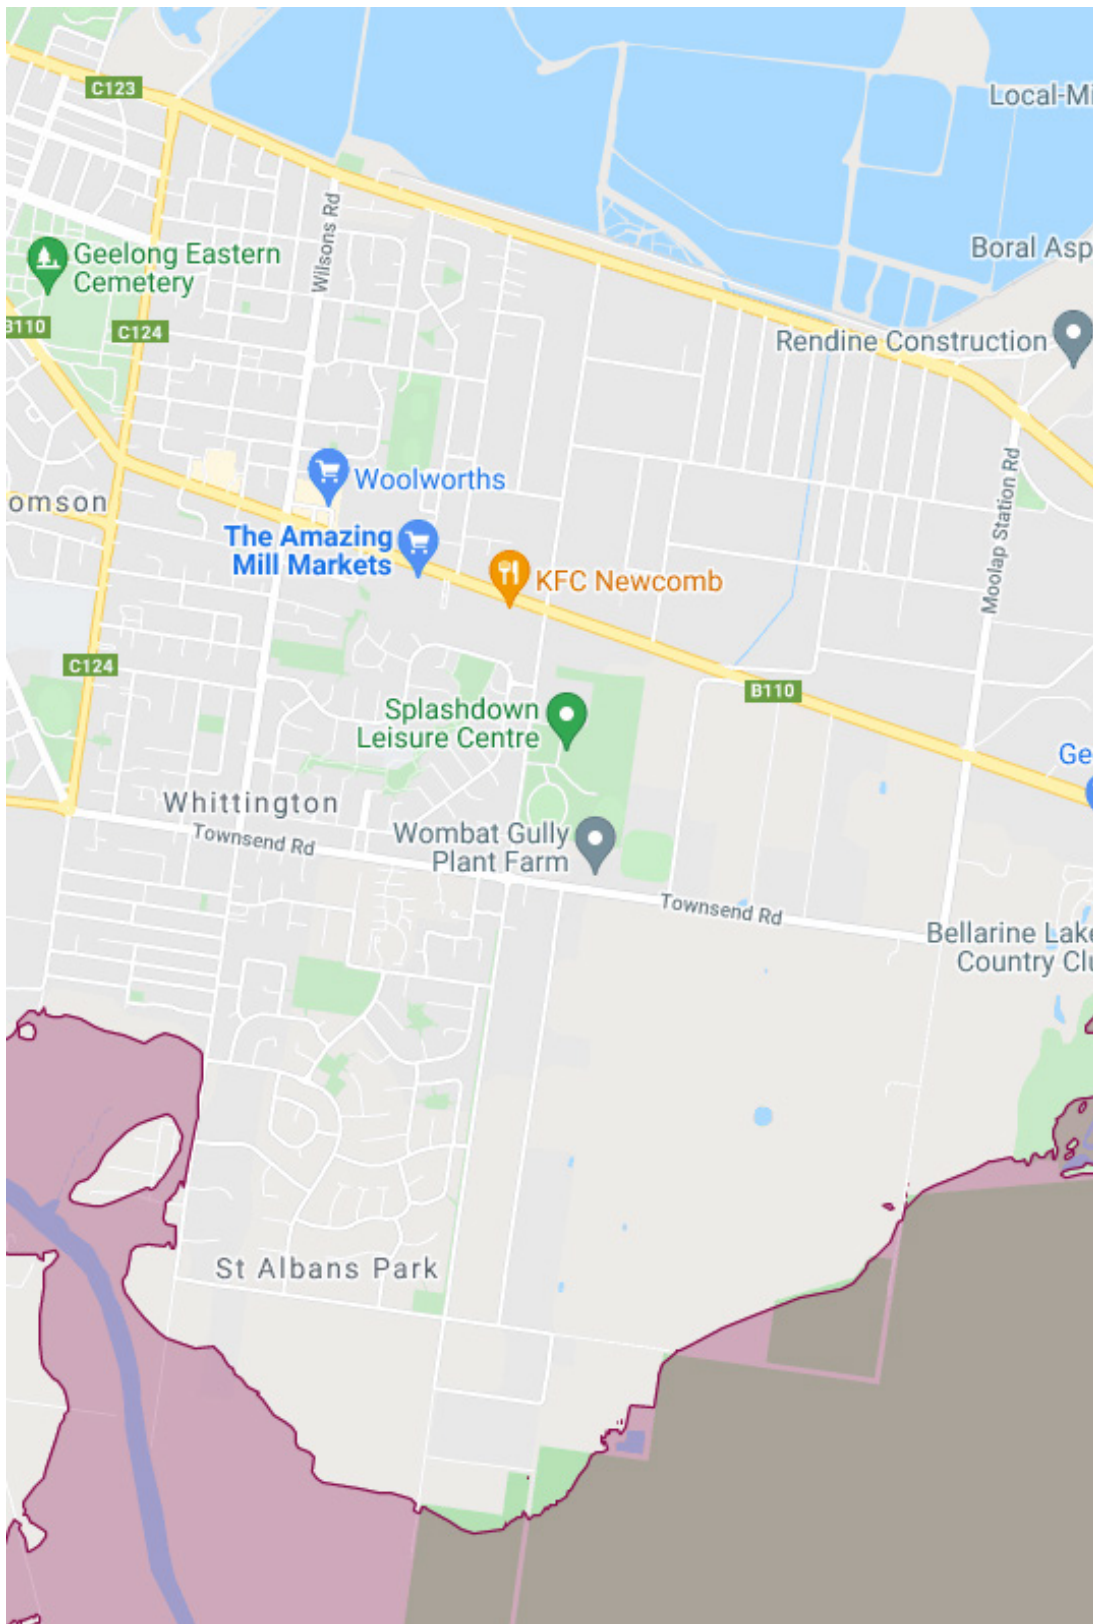 C123
Local-Mi
Wilsons Rd
Geelong Eastern
Cemetery
Boral Asp
B110
C124
Rendine Construction
Woolworths
omson
The Amazing
Mill Markets
Moolap Station Rd
KFC Newcomb
C124
B110
Splashdown
Leisure Centre
Ge
Whittington
Townsend Rd
Wombat Gully
Plant Farm
Townsend Rd
Bellarine Lake
Country Clu
St Albans Park